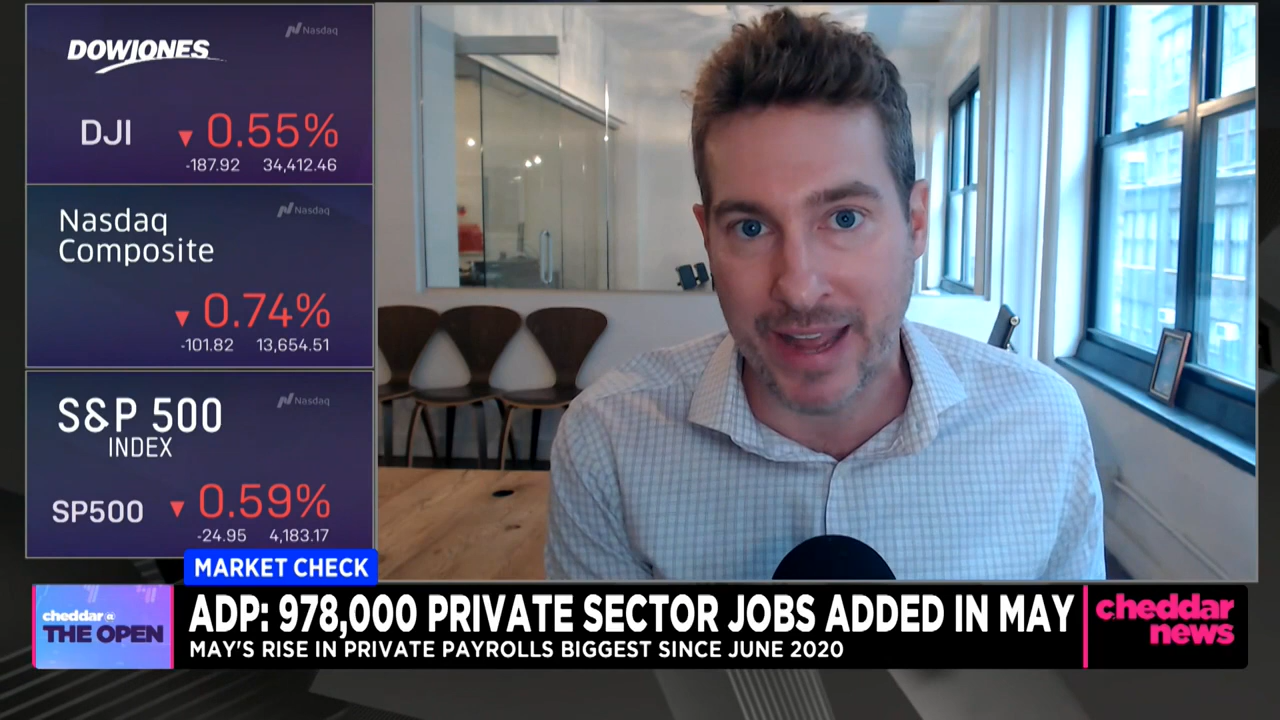 Nasdaq
DOWJONES
DJI
▼ 0.55%
-187.92 34,412.46
Nasdaq
Nasdaq
Composite
▼ 0.74%
-101.82 13,654.51
Nasdaq
S&P 500
INDEX
SP500
▼ 0.59%
-24.95 4,183.17
MARKET CHECK
cheddar
THE OPEN
ADP: 978,000 PRIVATE SECTOR JOBS ADDED IN MAY
MAY'S RISE IN PRIVATE PAYROLLS BIGGEST SINCE JUNE 2020
cheddar
news